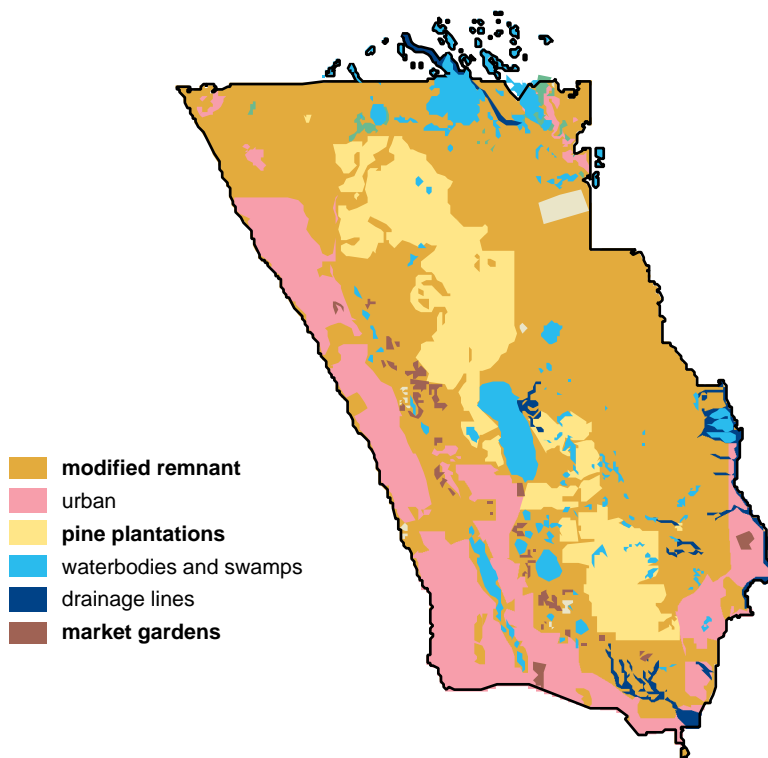 modified remnant
urban
pine plantations
waterbodies and swamps
drainage lines
market gardens